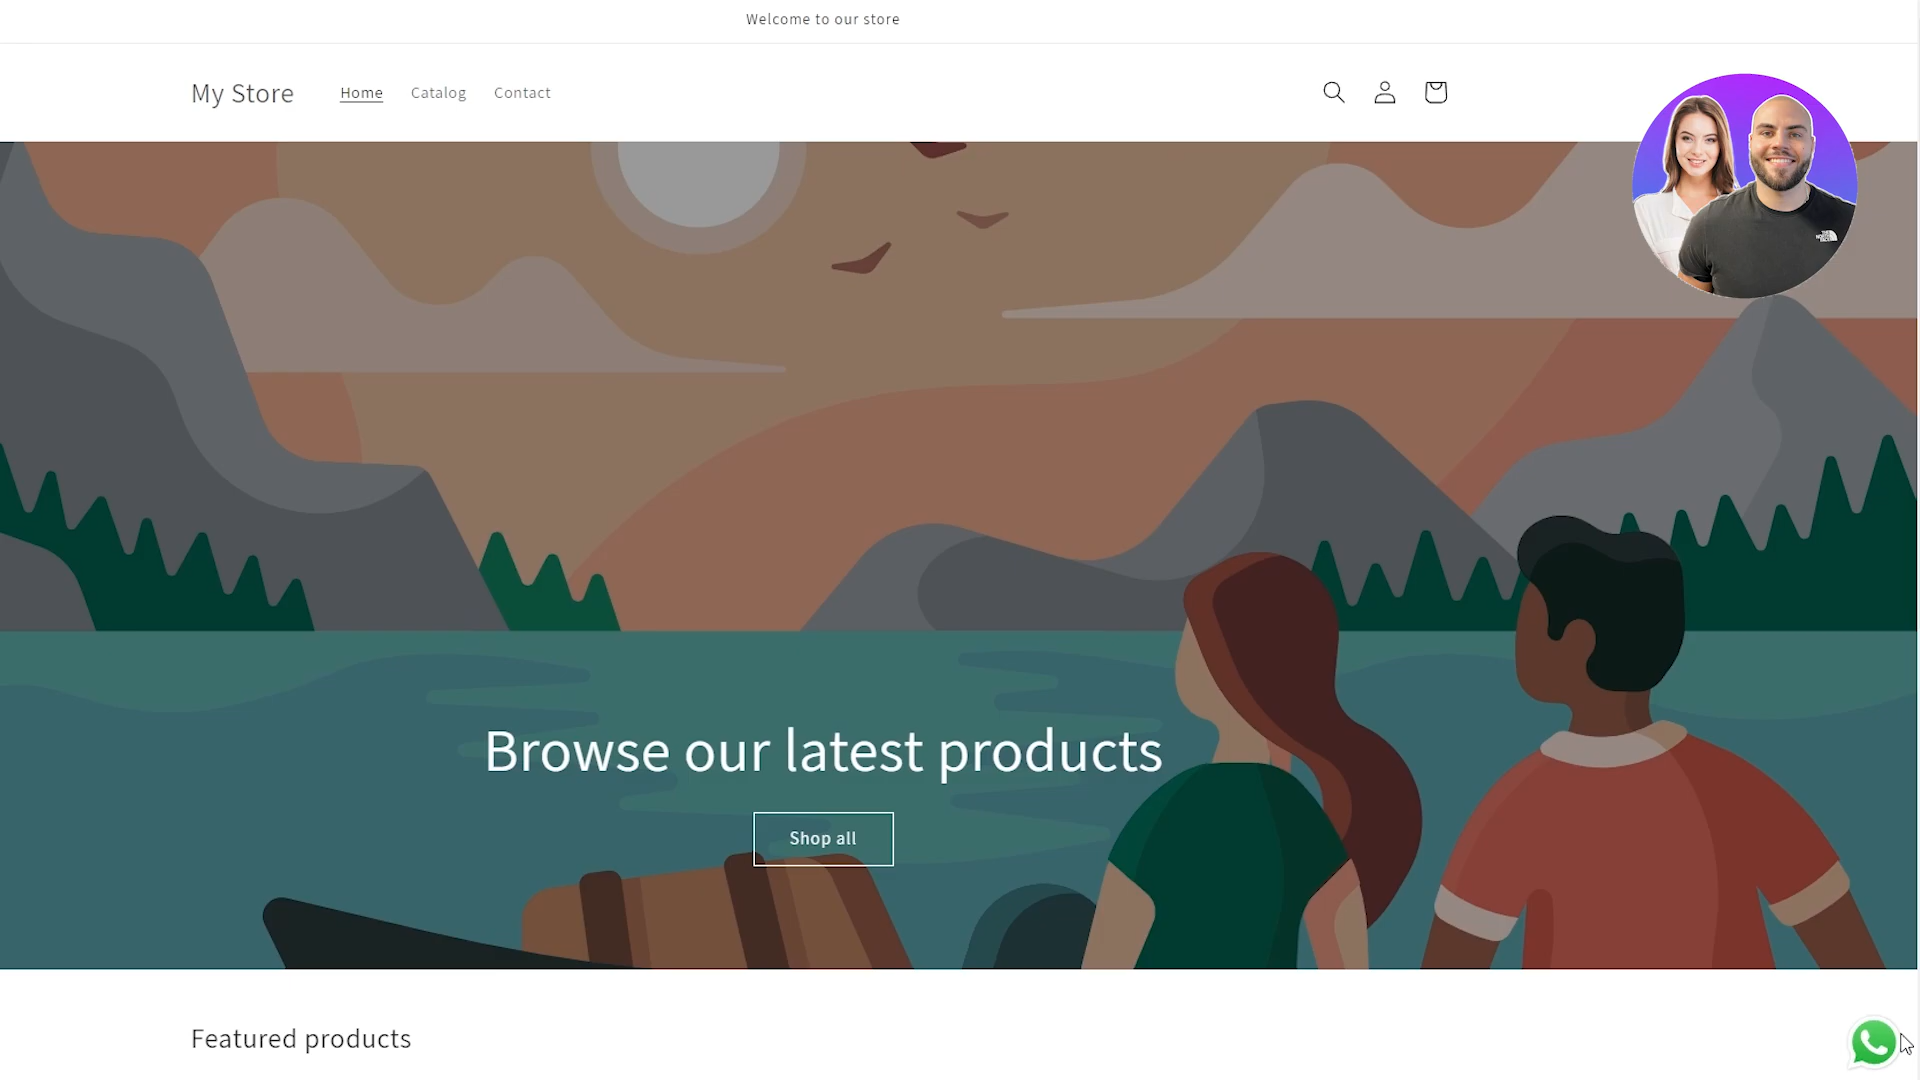 Welcome to our store
My Store
Home
Catalog
Contact
Browse our latest products
Shop all
Featured products